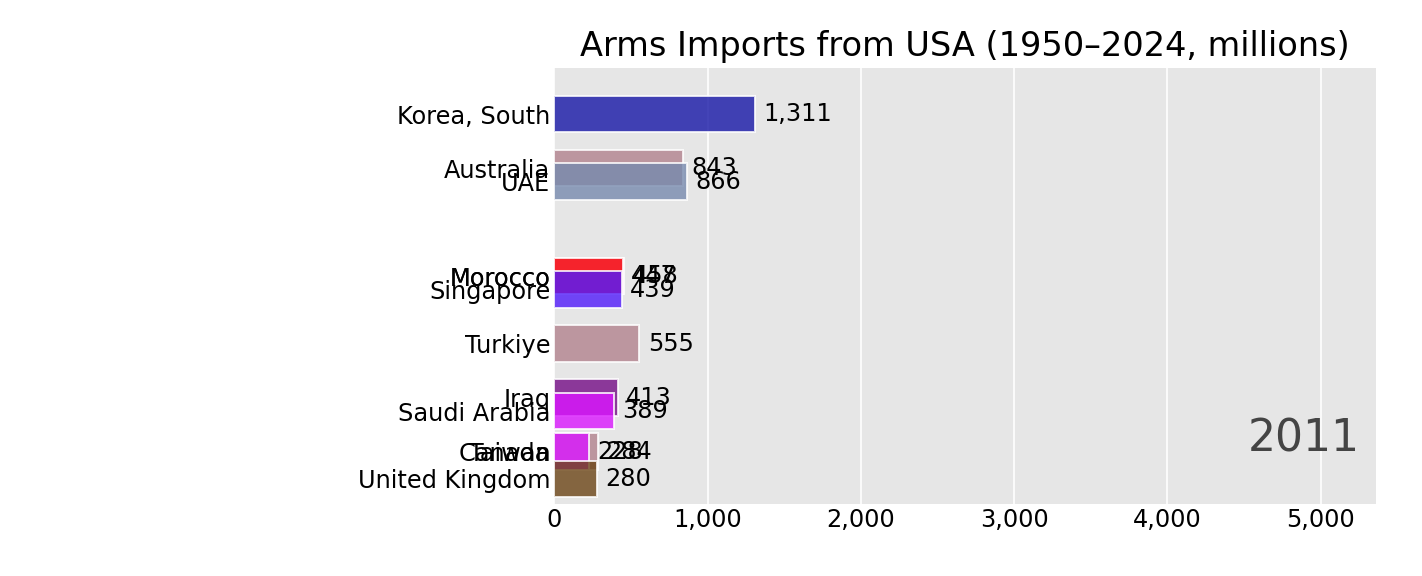 Arms Imports from USA (1950–2024, millions)
Korea, South 1,311
Australia 843
UAE 866
Morocco
Singapore 439
Turkiye 555
Iraq 413
Saudi Arabia 389
Canada
Taiwan
United Kingdom 280
2011
0 1,000 2,000 3,000 4,000 5,000